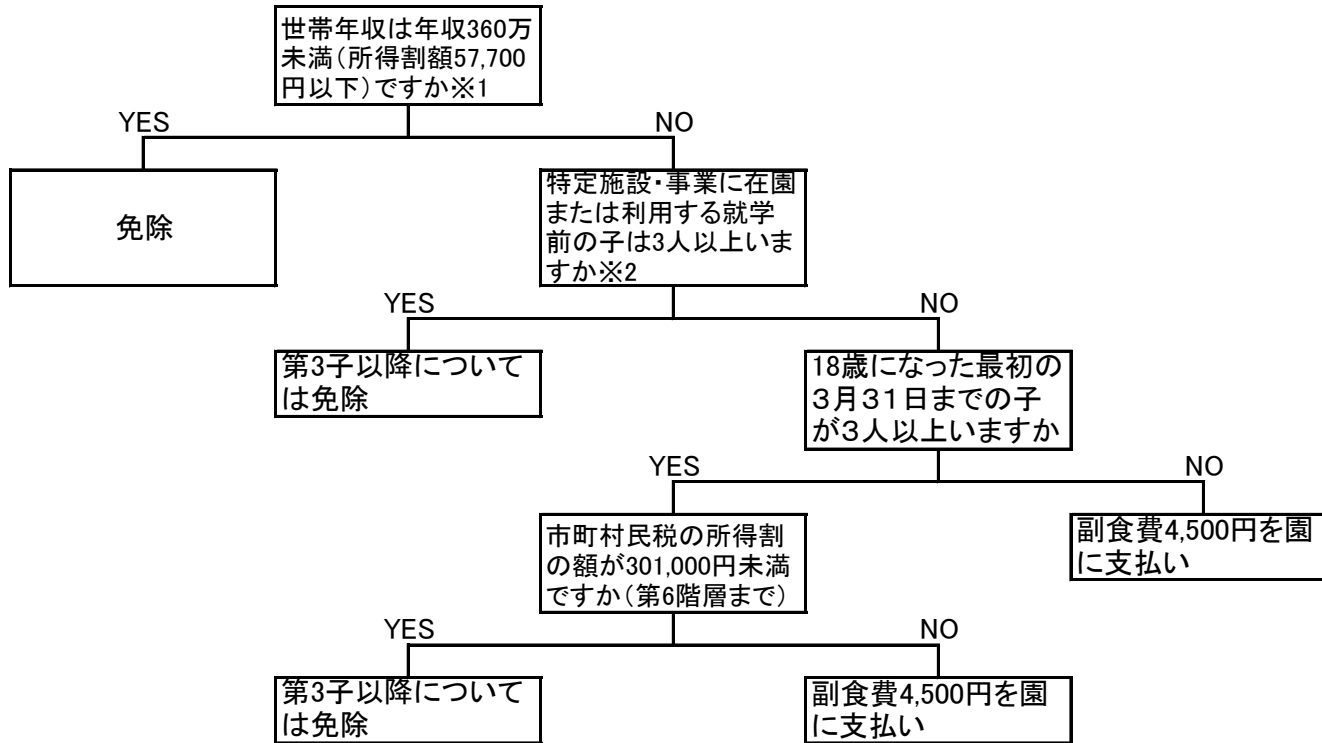 世帯年収は年収360万
未満(所得割額57,700
円以下)ですか※1
YES
NO
免除
特定施設・事業に在園
または利用する就学
前の子は3人以上いま
すか※2
YES
NO
第3子以降について
は免除
18歳になった最初の
３月３１日までの子
が３人以上いますか
YES
NO
市町村民税の所得割
の額が301,000円未満
ですか(第6階層まで)
副食費4,500円を園
に支払い
YES
NO
第3子以降について
は免除
副食費4,500円を園
に支払い